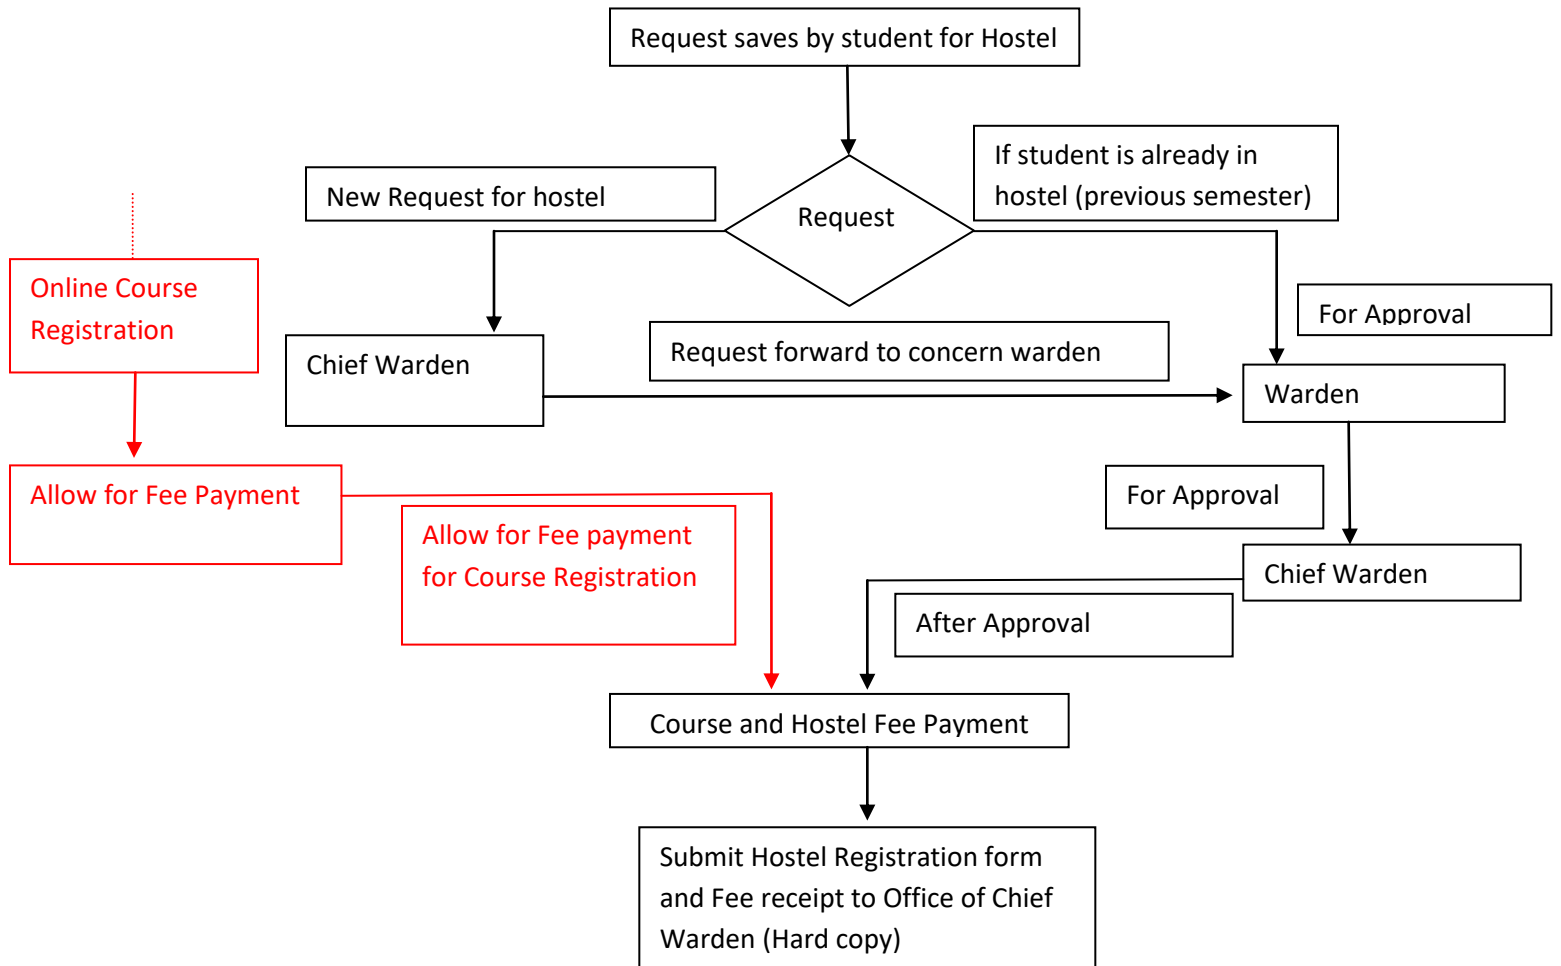 Request saves by student for Hostel
If student is already in
hostel (previous semester)
New Request for hostel
Request
Online Course
Registration
For Approval
Chief Warden
Request forward to concern warden
Warden
Allow for Fee Payment
For Approval
Allow for Fee payment
for Course Registration
Chief Warden
After Approval
Course and Hostel Fee Payment
Submit Hostel Registration form
and Fee receipt to Office of Chief
Warden (Hard copy)